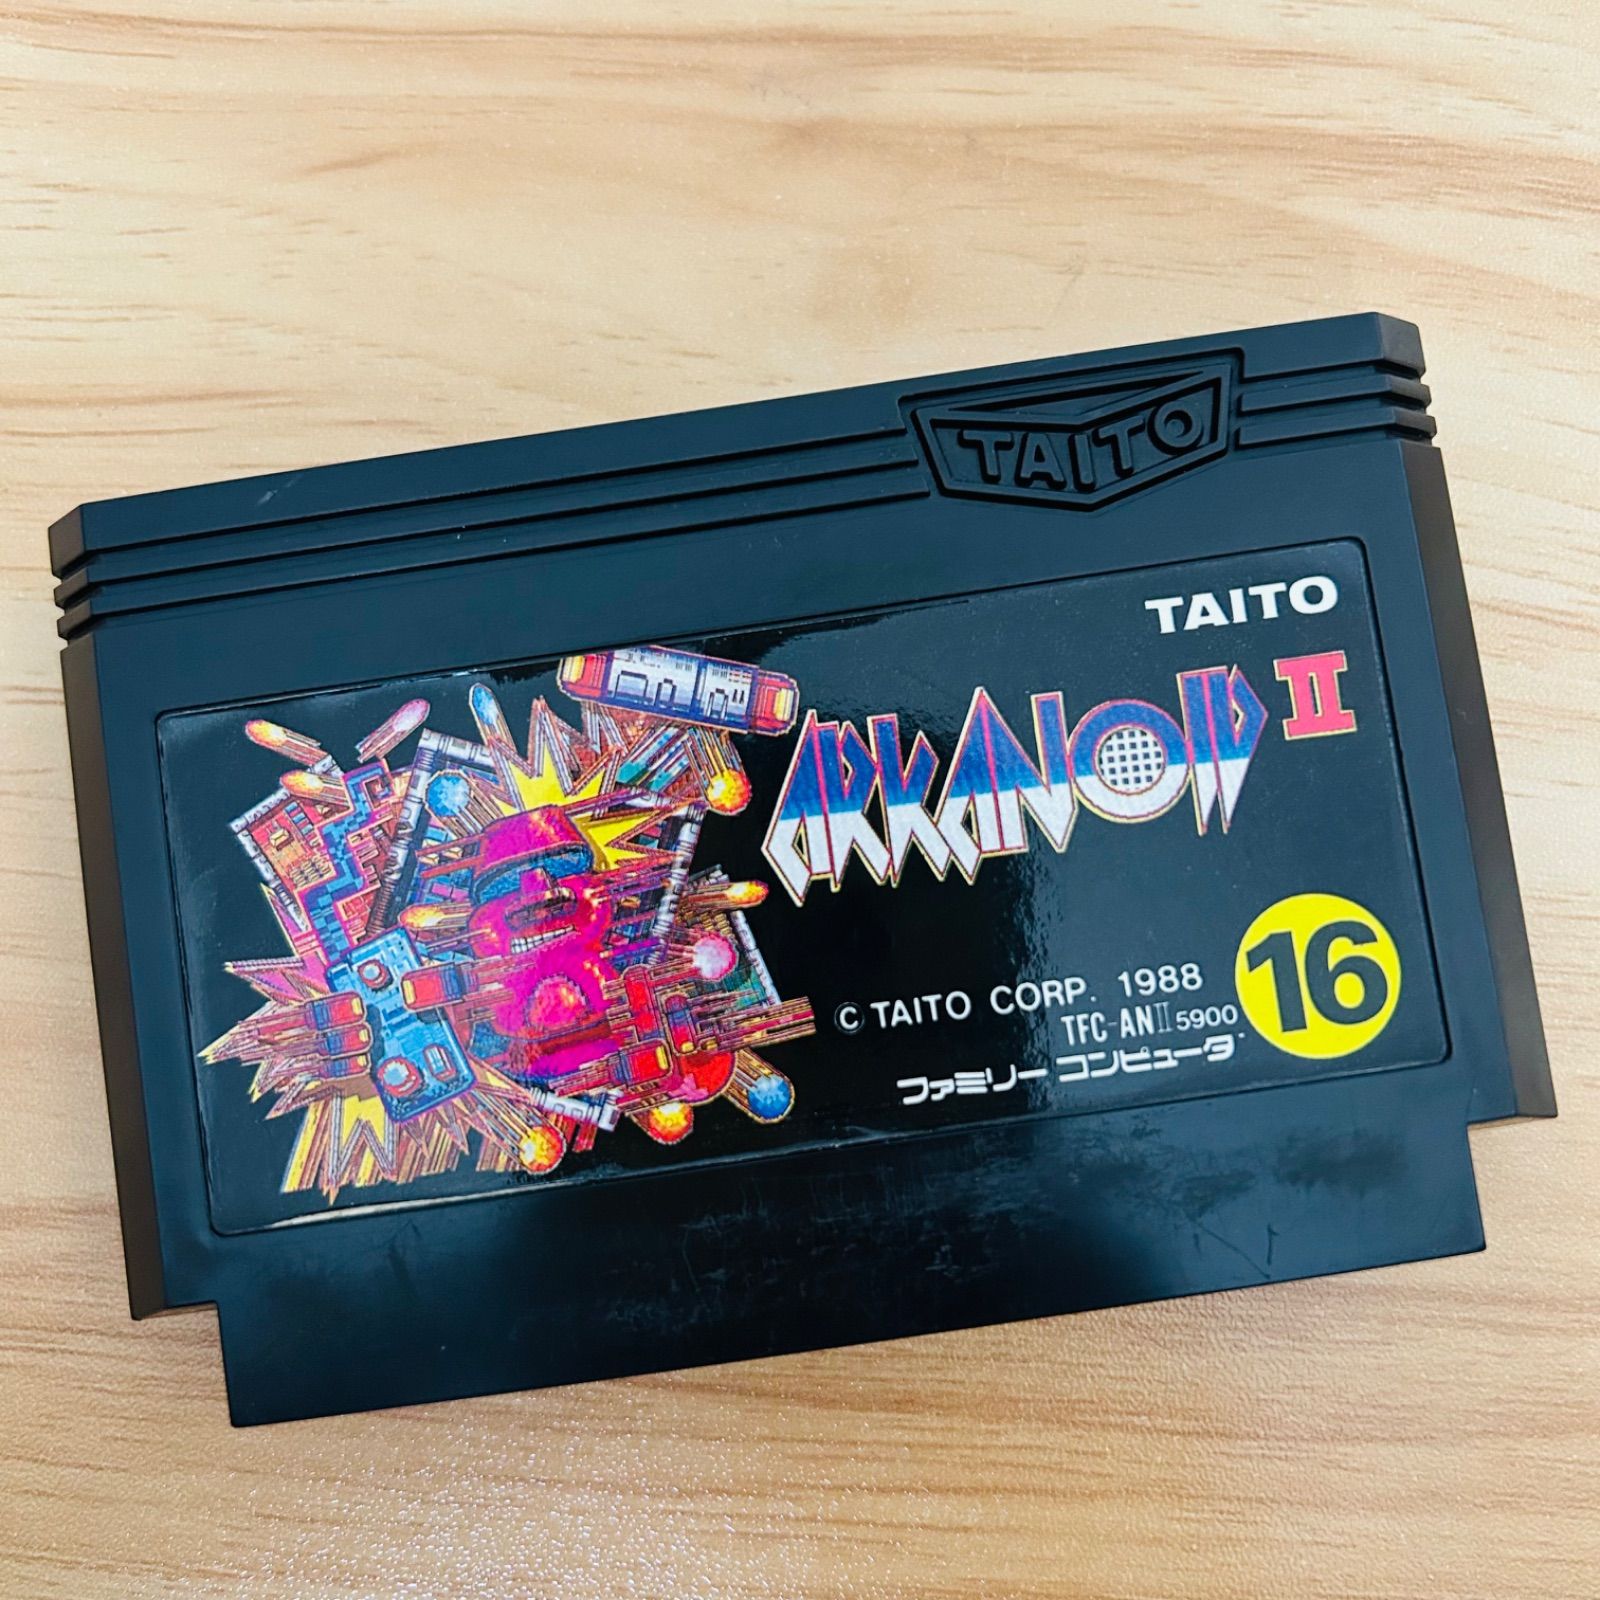 TAITO
TAITO
ARKANOID II
© TAITO CORP. 1988
TFC-ANII 5900
16
ファミリー コンピュータ